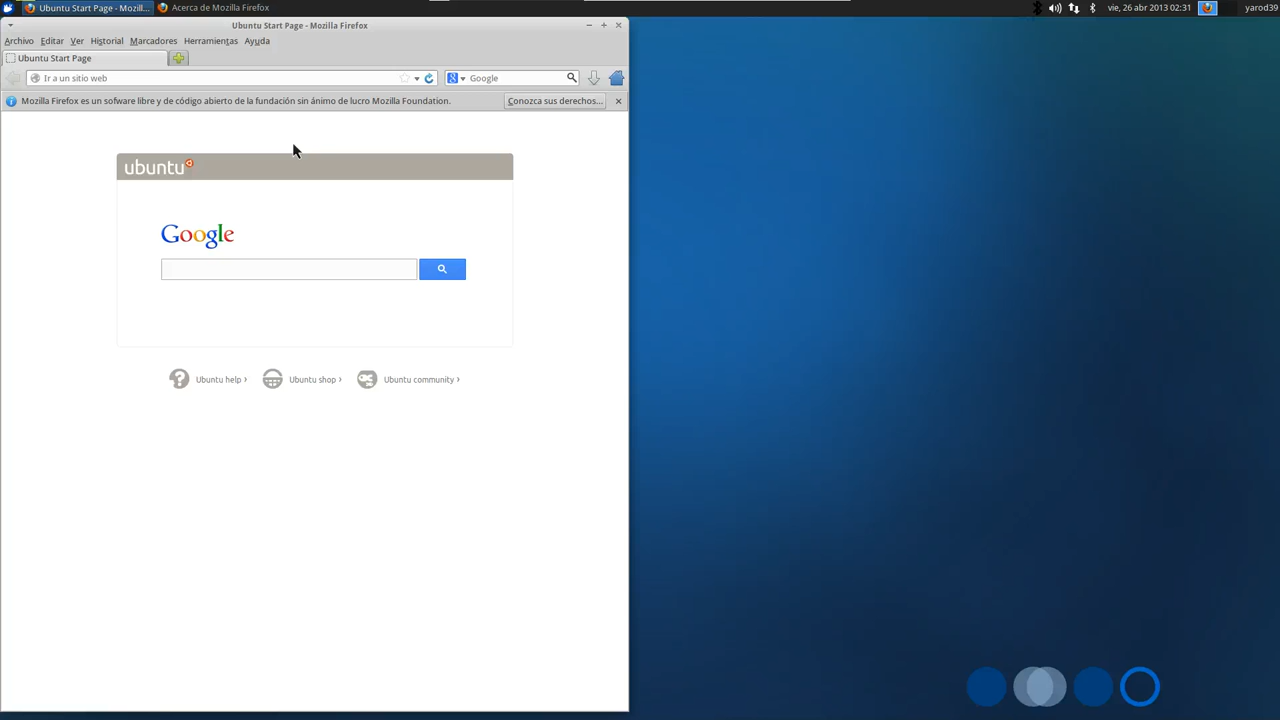 Ubuntu Start Page - Mozill...
Acerca de Mozilla Firefox
vie, 26 abr 2013 02:31
yarod39
Ubuntu Start Page - Mozilla Firefox
Archivo Editar Ver Historial Marcadores Herramientas Ayuda
Ubuntu Start Page
Ir a un sitio web
Google
Mozilla Firefox es un sofware libre y de código abierto de la fundación sin ánimo de lucro Mozilla Foundation.
Conozca sus derechos...
ubuntu
Google
Ubuntu help ›
Ubuntu shop ›
Ubuntu community ›